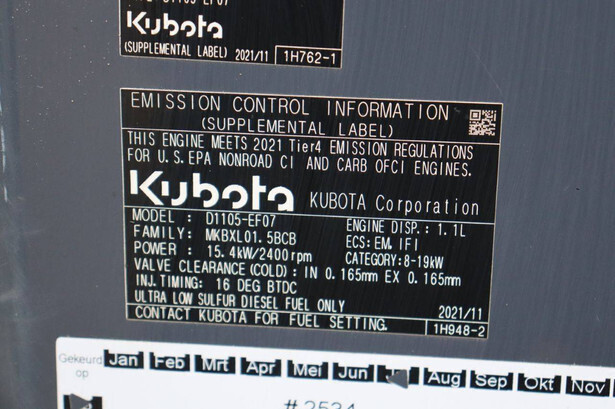 Kubota
(SUPPLEMENTAL LABEL) 2021/11 1H762-1
EMISSION CONTROL INFORMATION
(SUPPLEMENTAL LABEL)
THIS ENGINE MEETS 2021 Tier4 EMISSION REGULATIONS
FOR U.S.EPA NONROAD CI AND CARB OFCI ENGINES.
Kubota KUBOTA Corporation
MODEL : D1105-EF07 ENGINE DISP.: 1.1L
FAMILY: MKBXL01.5BCB ECS:EM,IFI
POWER : 15.4kW/2400rpm CATEGORY:8-19kW
VALVE CLEARANCE(COLD): IN 0.165mm EX 0.165mm
INJ.TIMING: 16 DEG BTDC
ULTRA LOW SULFUR DIESEL FUEL ONLY 2021/11
CONTACT KUBOTA FOR FUEL SETTING. 1H948-2
Gekeurd op Jan Feb Mrt Apr Mei Jun Aug Sep Okt Nov